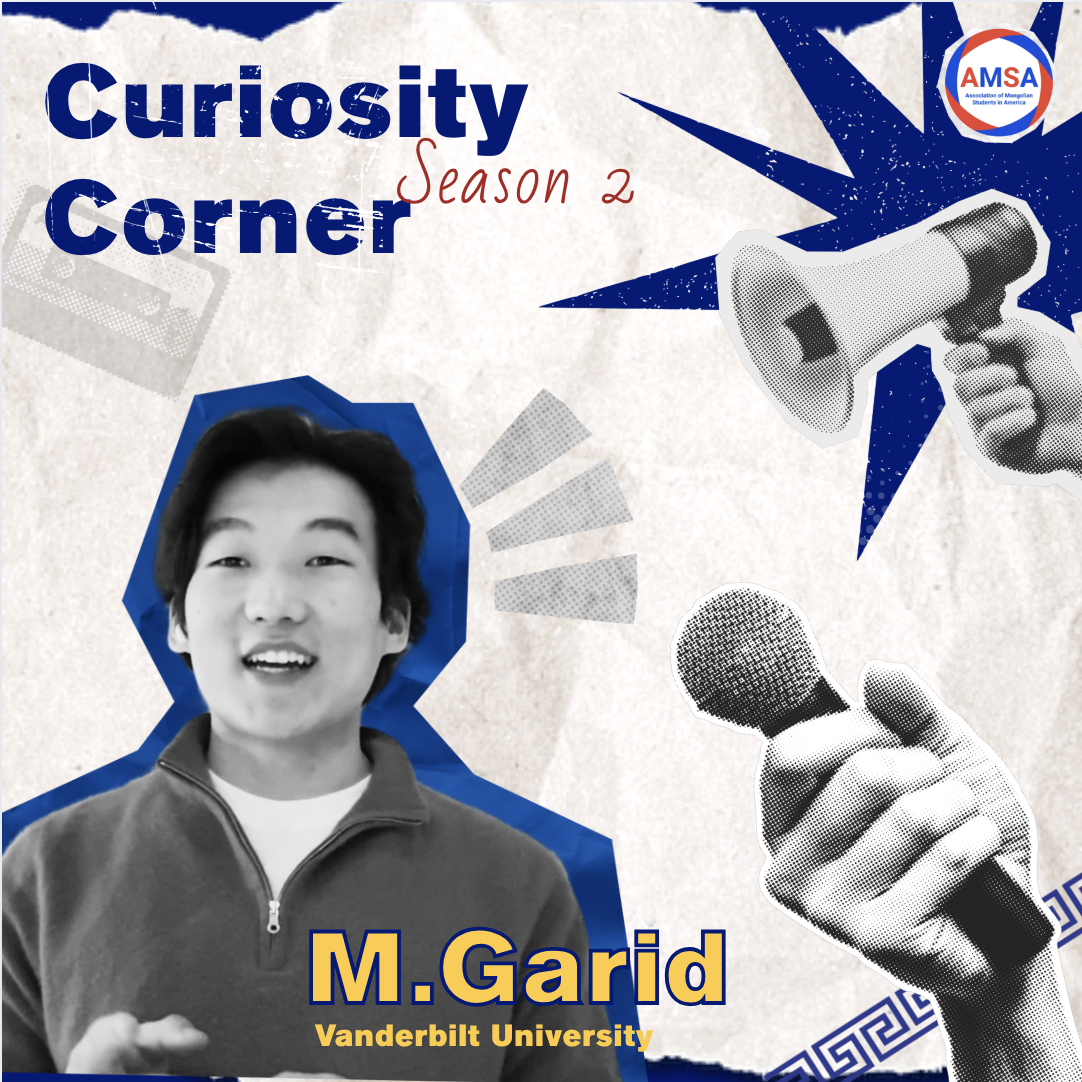 Curiosity
Corner
Season 2
AMSA
Association of Mongolian
Students in America
M.Garid
Vanderbilt University